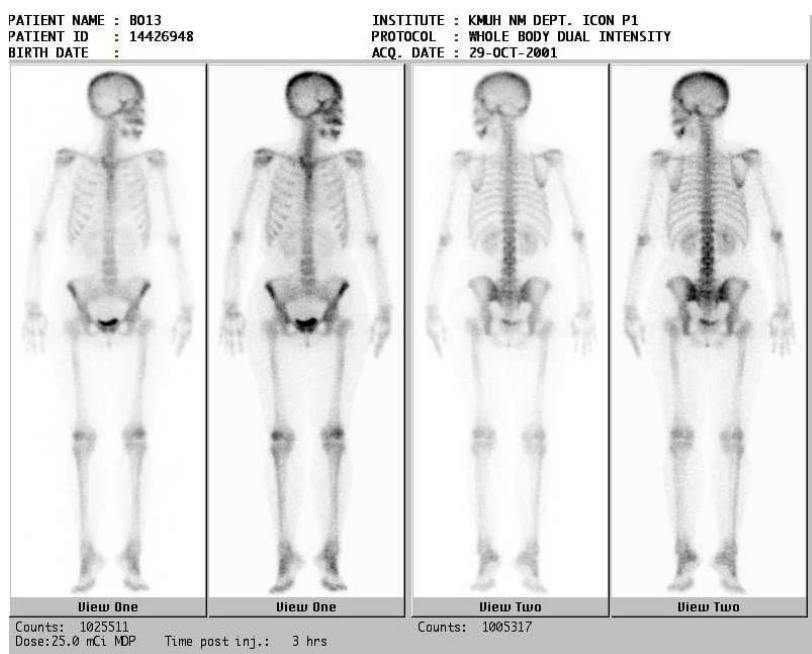 PATIENT NAME : BO13
PATIENT ID : 14426948
BIRTH DATE :
INSTITUTE : KMUH NM DEPT. ICON P1
PROTOCOL : WHOLE BODY DUAL INTENSITY
ACQ. DATE : 29-OCT-2001
View One
View One
View Two
View Two
Counts: 1025511
Dose:25.0 mCi MDP Time post inj.: 3 hrs
Counts: 1005317